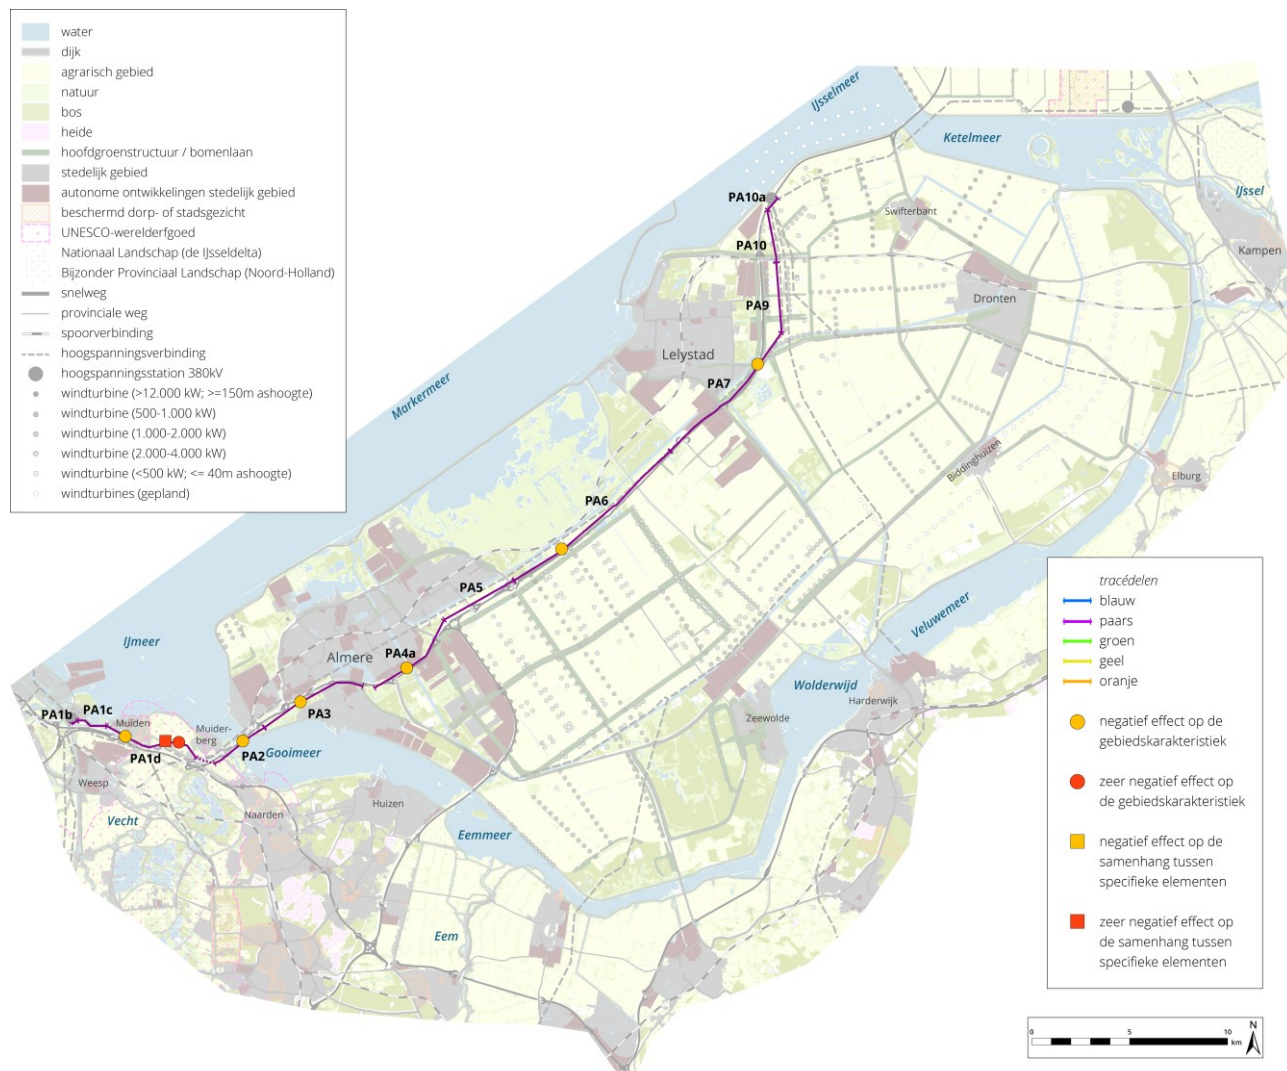 water
dijk
agrarisch gebied
natuur
bos
heide
hoofdgroenstructuur / bomenlaan
stedelijk gebied
autonome ontwikkelingen stedelijk gebied
beschermd dorp- of stadsgezicht
UNESCO-werelderfgoed
Nationaal Landschap (de IJsseldelta)
Bijzonder Provinciaal Landschap (Noord-Holland)
snelweg
provinciale weg
spoorverbinding
hoogspanningsverbinding
hoogspanningsstation 380kV
windturbine (>12.000 kW; >=150m ashoogte)
windturbine (500-1.000 kW)
windturbine (1.000-2.000 kW)
windturbine (2.000-4.000 kW)
windturbine (<500 kW; <= 40m ashoogte)
windturbines (gepland)
IJsselmeer
Ketelmeer
IJssel
PA10a
Swifterbant
Kampen
PA10
Dronten
PA9
Lelystad
PA7
Markermeer
Biddinghuizen
Elburg
PA6
PA5
Veluwemeer
IJmeer
Almere
PA4a
Wolderwijd
Harderwijk
PA1b
PA1c
Muiden
PA3
Zeewolde
Muider-
berg
PA2
Gooimeer
PA1d
Weesp
Huizen
Naarden
Vecht
Eemmeer
Eem
tracédelen
blauw
paars
groen
geel
oranje
negatief effect op de
gebiedskarakteristiek
zeer negatief effect op
de gebiedskarakteristiek
negatief effect op de
samenhang tussen
specifieke elementen
zeer negatief effect op
de samenhang tussen
specifieke elementen
0 5 10
km
N